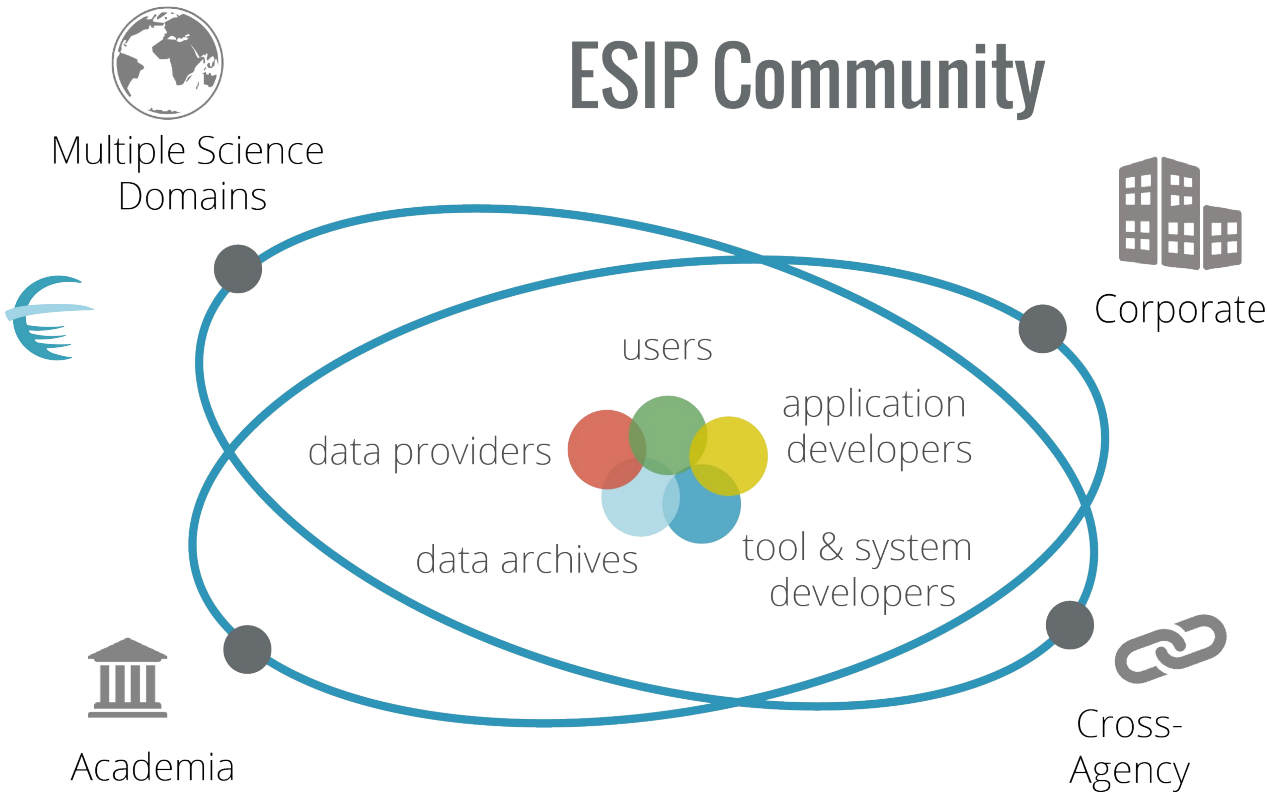 ESIP Community
Multiple Science
Domains
Corporate
users
application
developers
data providers
data archives
tool & system
developers
Academia
Cross-
Agency